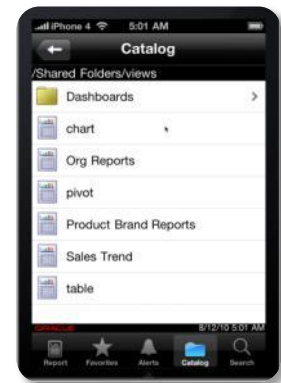 iPhone 4 5:01 AM
Catalog
/Shared Folders/views
Dashboards
chart
Org Reports
pivot
Product Brand Reports
Sales Trend
table
ORACLE 8/12/10 5:01 AM
Report Favorites Alerts Catalog Search